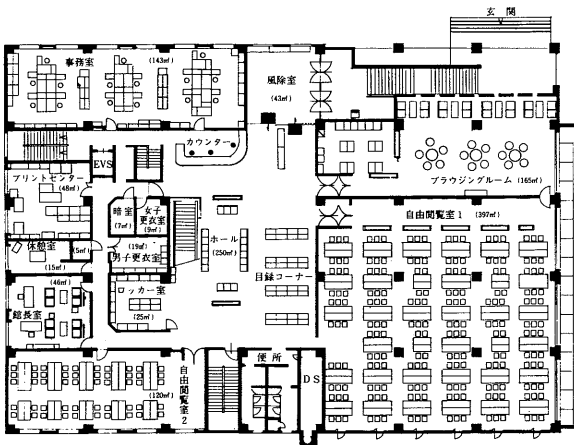 玄 関
事務室
(143㎡)
風除室
(43㎡)
カウンター
EVS
プリントセンター
(48㎡)
ブラウジングルーム (165㎡)
暗室
(7㎡)
女子
更衣室
(9㎡)
自由閲覧室1 (397㎡)
ホール
(250㎡)
休憩室
(5㎡)
(15㎡)
(19㎡)
男子更衣室
目録コーナー
(46㎡)
館長室
ロッカー室
(25㎡)
便 所
DS
(120㎡)
自由閲覧室2